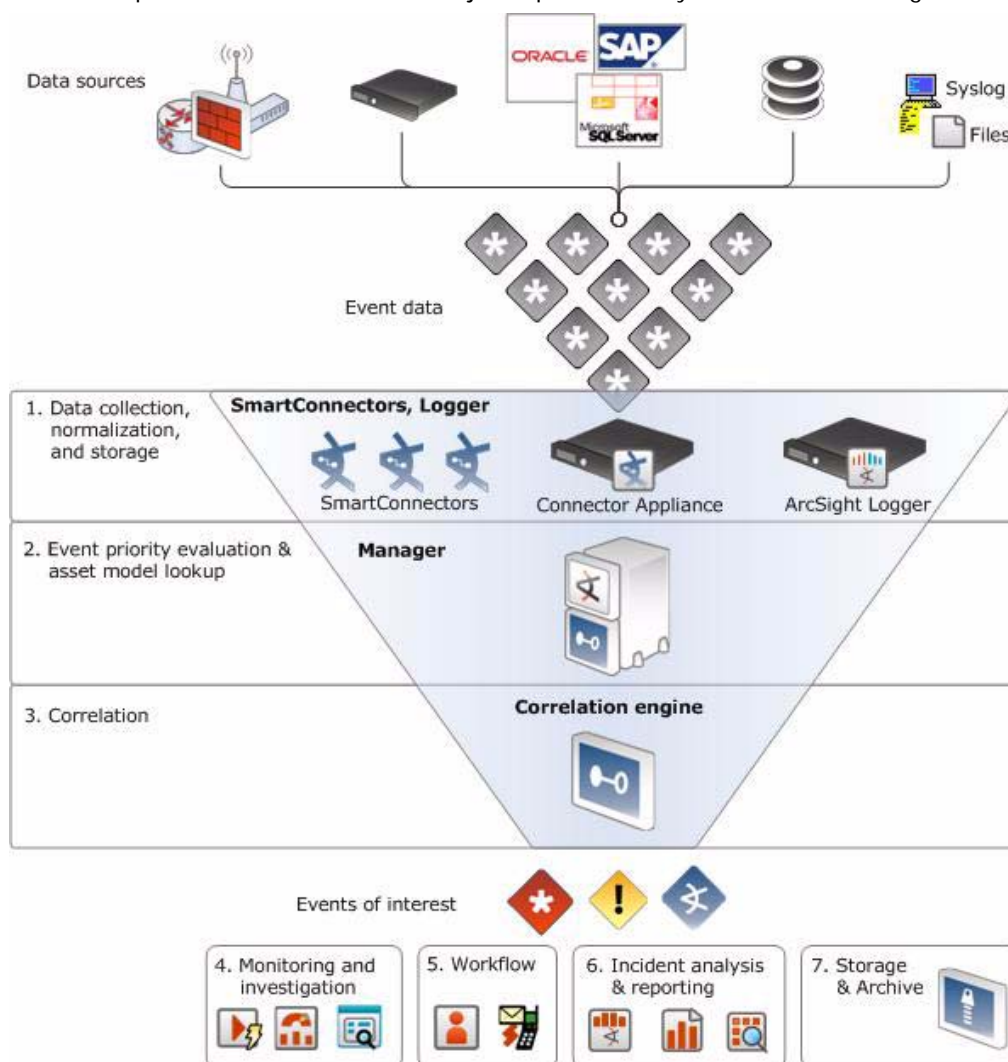 Data sources
ORACLE
SAP
Microsoft
SQL Server
Syslog
Files
Event data
1. Data collection,
normalization,
and storage
SmartConnectors, Logger
SmartConnectors
Connector Appliance
ArcSight Logger
2. Event priority evaluation &
asset model lookup
Manager
3. Correlation
Correlation engine
Events of interest
4. Monitoring and
investigation
5. Workflow
6. Incident analysis
& reporting
7. Storage
& Archive